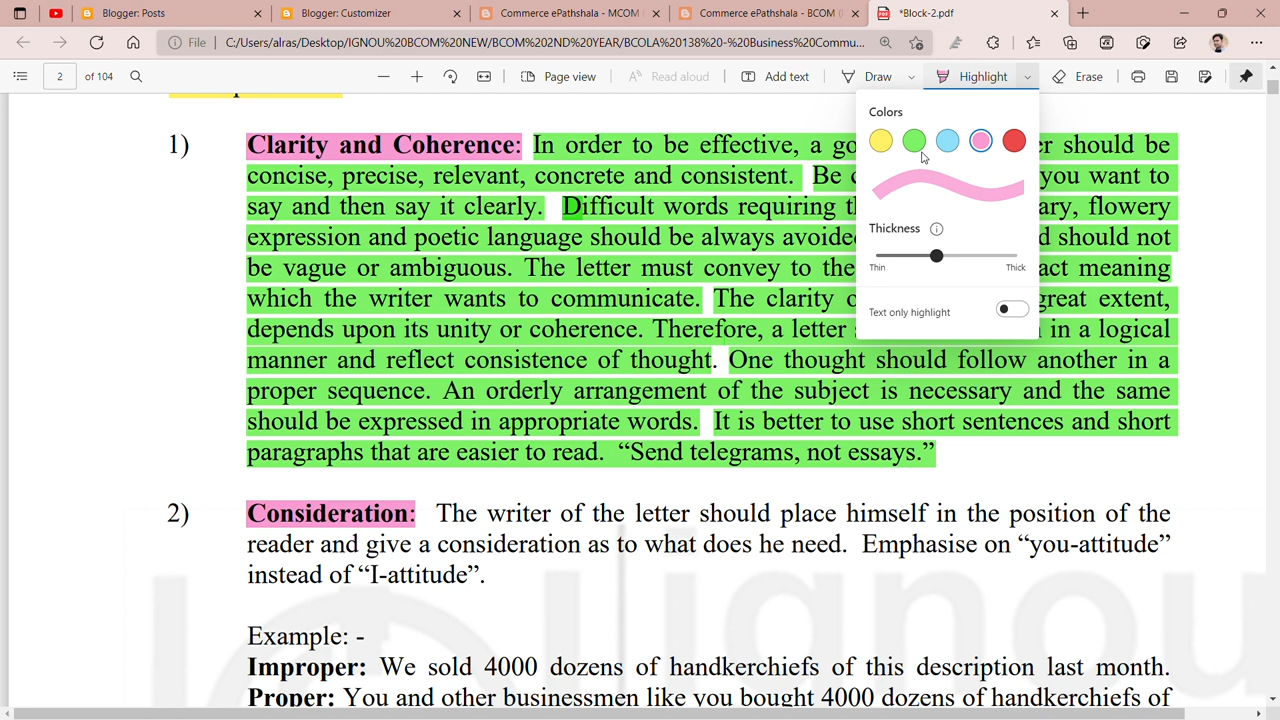 Blogger: Posts
Blogger: Customizer
Commerce ePathshala - MCOM
Commerce ePathshala - BCOM (
*Block-2.pdf
File
C:/Users/alras/Desktop/IGNOU%20BCOM%20NEW/BCOM%202ND%20YEAR/BCOLA%20138%20-%20Business%20Commu...
2
of 104
Page view
Read aloud
Add text
Draw
Highlight
Erase
Colors
Thickness
Thin
Thick
Text only highlight
1) Clarity and Coherence: In order to be effective, a go should be
concise, precise, relevant, concrete and consistent. Be you want to
say and then say it clearly. Difficult words requiring flowery
expression and poetic language should be always avoide should not
be vague or ambiguous. The letter must convey to the meaning
which the writer wants to communicate. The clarity great extent,
depends upon its unity or coherence. Therefore, a letter in a logical
manner and reflect consistence of thought. One thought should follow another in a
proper sequence. An orderly arrangement of the subject is necessary and the same
should be expressed in appropriate words. It is better to use short sentences and short
paragraphs that are easier to read. “Send telegrams, not essays.”
2) Consideration: The writer of the letter should place himself in the position of the
reader and give a consideration as to what does he need. Emphasise on “you-attitude”
instead of “I-attitude”.
Example: -
Improper: We sold 4000 dozens of handkerchiefs of this description last month.
Proper: You and other businessmen like you bought 4000 dozens of handkerchiefs of
ignou